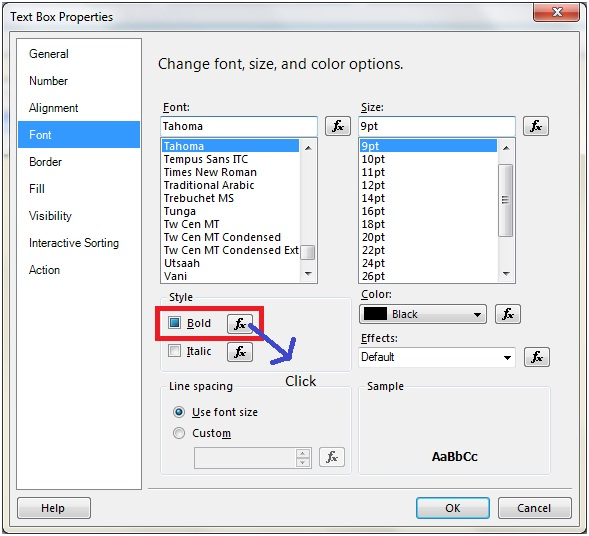 Text Box Properties
General
Number
Alignment
Font
Border
Fill
Visibility
Interactive Sorting
Action
Change font, size, and color options.
Font:
Tahoma
fx
Tahoma
Tempus Sans ITC
Times New Roman
Traditional Arabic
Trebuchet MS
Tunga
Tw Cen MT
Tw Cen MT Condensed
Tw Cen MT Condensed Ext
Utsaah
Vani
Size:
9pt
fx
9pt
10pt
11pt
12pt
14pt
16pt
18pt
20pt
22pt
24pt
26pt
Style
Bold fx
Italic fx
Click
Color:
Black fx
Effects:
Default fx
Line spacing
Use font size
Custom
fx
Sample
AaBbCc
Help
OK
Cancel